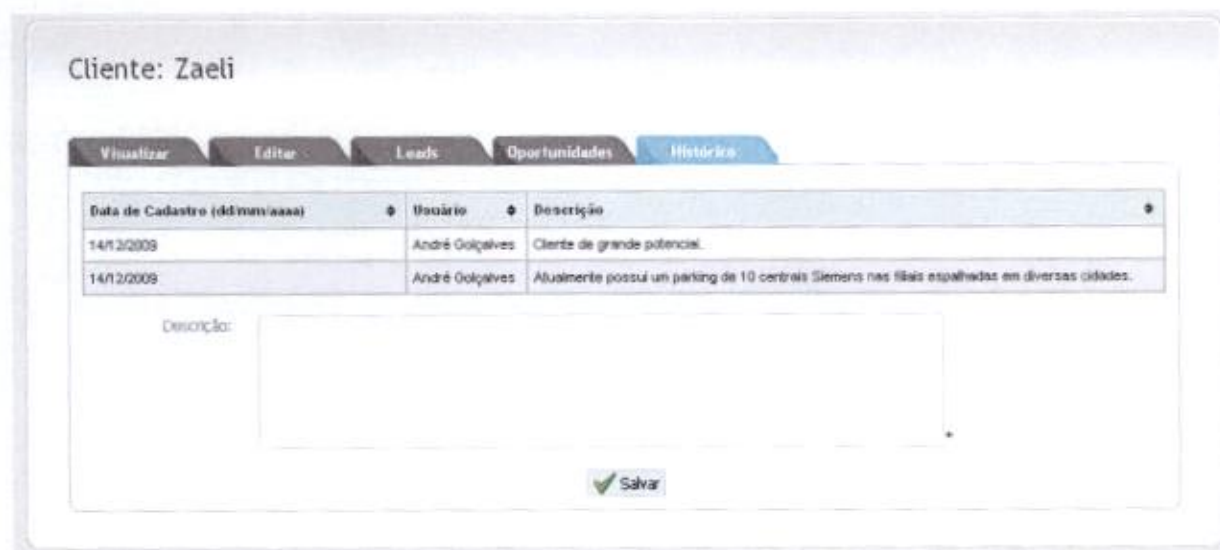 Cliente: Zaeli
Visualizar Editar Leads Oportunidades Histórico
Data de Cadastro (dd/mm/aaaa) Usuário Descrição
14/12/2009 André Golçalves Cliente de grande potencial.
14/12/2009 André Golçalves Atualmente possui um parking de 10 centrais Siemens nas filiais espalhadas em diversas cidades.
Descrição:
*
Salvar